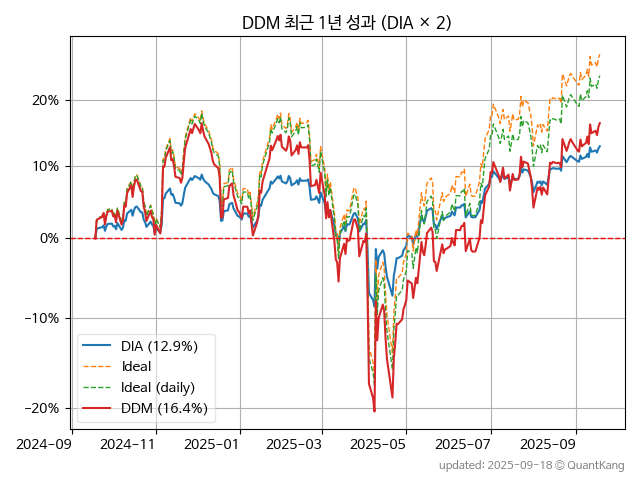 DDM 최근 1년 성과 (DIA × 2)
20%
10%
0%
−10%
−20%
DIA (12.9%)
Ideal
Ideal (daily)
DDM (16.4%)
2024-09 2024-11 2025-01 2025-03 2025-05 2025-07 2025-09
updated: 2025-09-18 © QuantKang